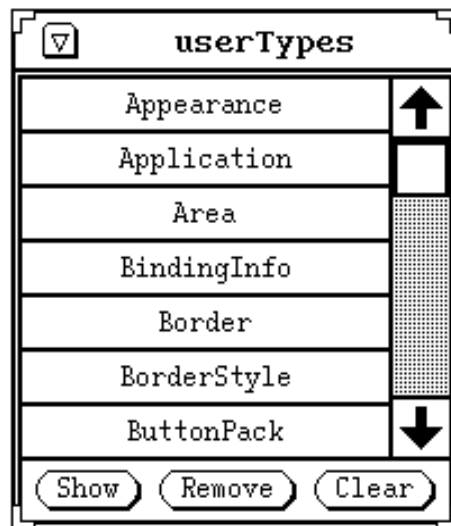 userTypes
Appearance
Application
Area
BindingInfo
Border
BorderStyle
ButtonPack
Show Remove Clear